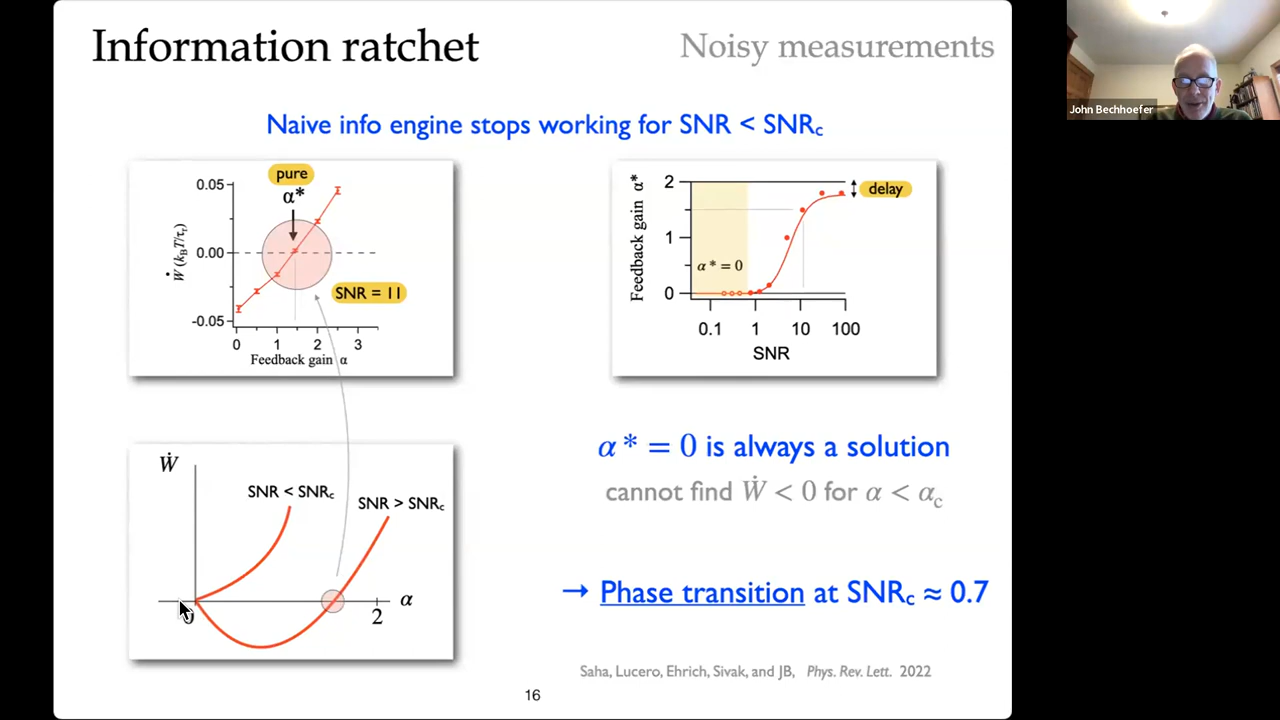 Information ratchet
Noisy measurements
John Bechhoefer
Naive info engine stops working for SNR < SNRc
pure
α*
0.05
0.00
-0.05
Ẇ (kBT/τr)
SNR = 11
0 1 2 3
Feedback gain α
Feedback gain α*
2
1
0
delay
α* = 0
0.1 1 10 100
SNR
Ẇ
SNR < SNRc
SNR > SNRc
α
0
2
α* = 0 is always a solution
cannot find Ẇ < 0 for α < αc
→ Phase transition at SNRc ≈ 0.7
Saha, Lucero, Ehrich, Sivak, and JB, Phys. Rev. Lett. 2022
16